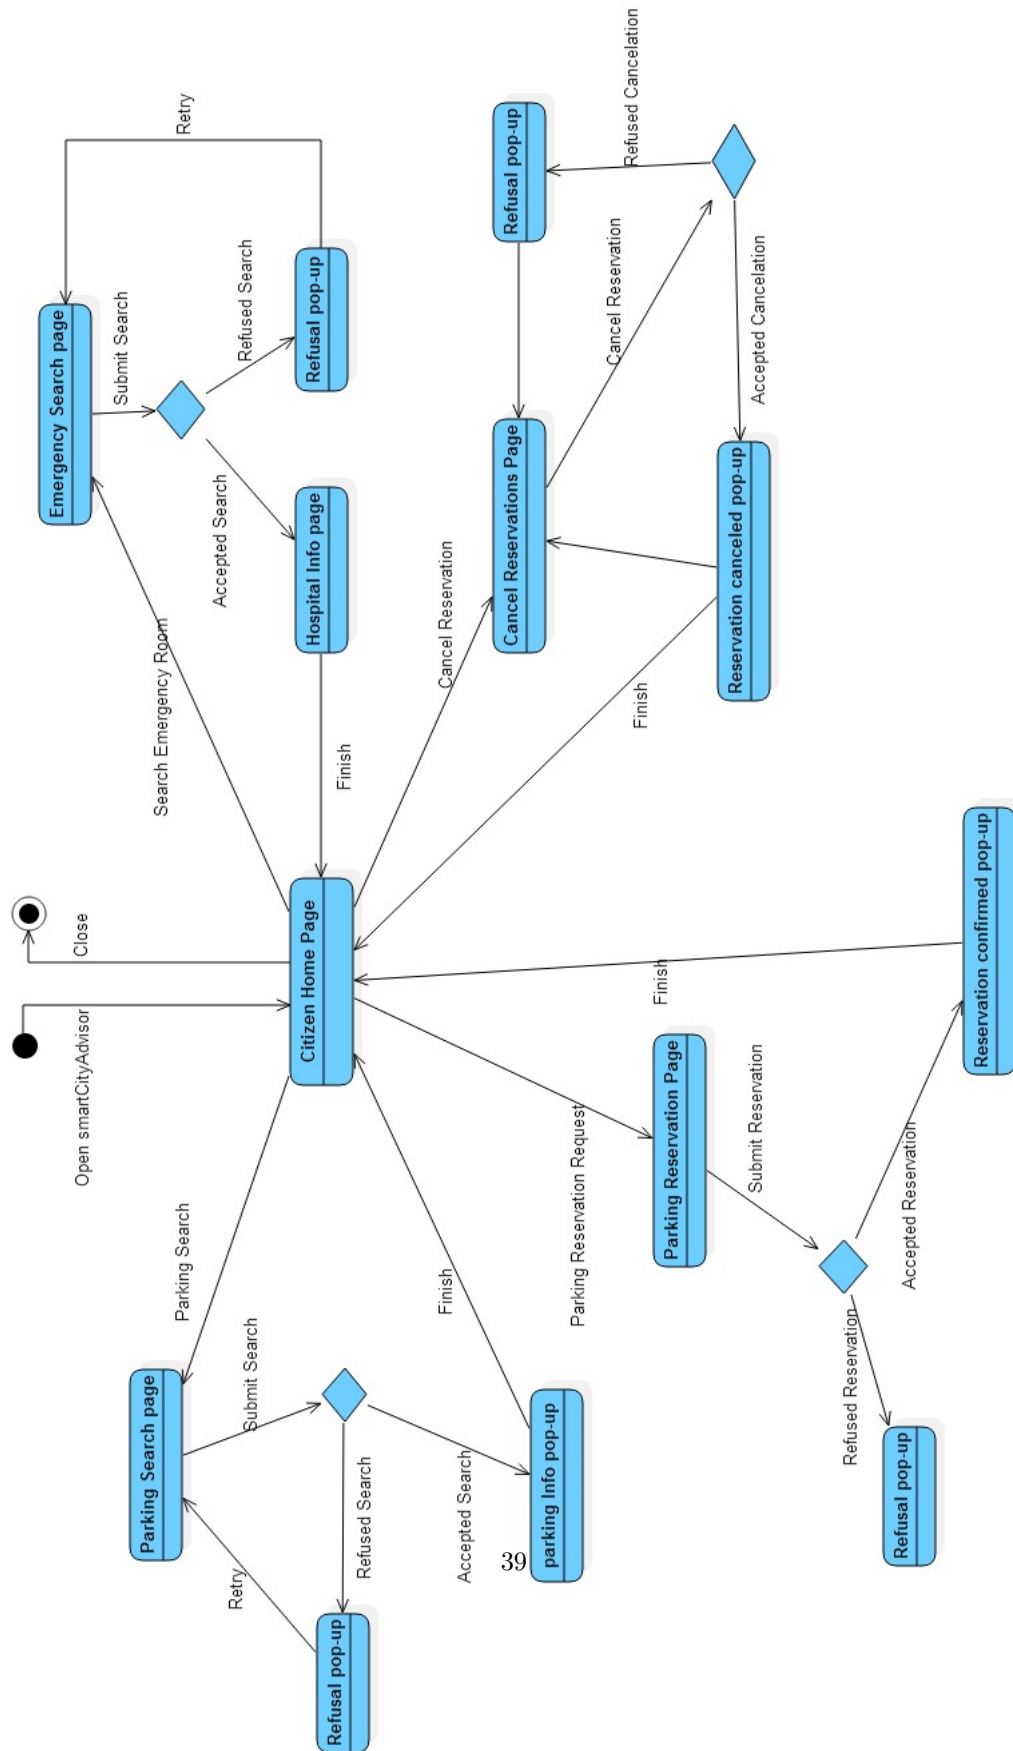 Open smartCityAdvisor
Close
Citizen Home Page
Parking Search
Parking Search page
Submit Search
Retry
Refused Search
Refusal pop-up
Accepted Search
parking Info pop-up
Finish
Search Emergency Room
Emergency Search page
Submit Search
Retry
Refused Search
Refusal pop-up
Accepted Search
Hospital Info page
Finish
Cancel Reservation
Cancel Reservations Page
Cancel Reservation
Refused Cancelation
Refusal pop-up
Accepted Cancelation
Reservation canceled pop-up
Finish
Parking Reservation Request
Parking Reservation Page
Submit Reservation
Refused Reservation
Refusal pop-up
Accepted Reservation
Reservation confirmed pop-up
Finish
39